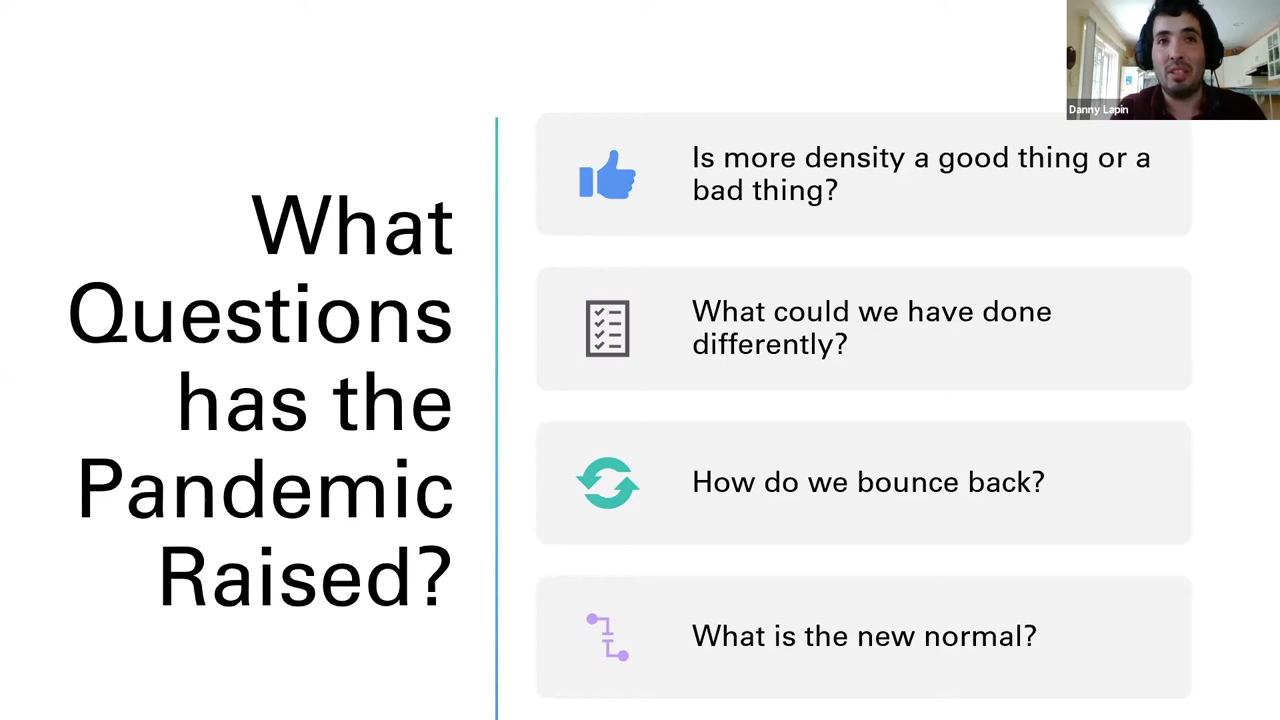 What
Questions
has the
Pandemic
Raised?
Is more density a good thing or a
bad thing?
What could we have done
differently?
How do we bounce back?
What is the new normal?
Danny Lapin